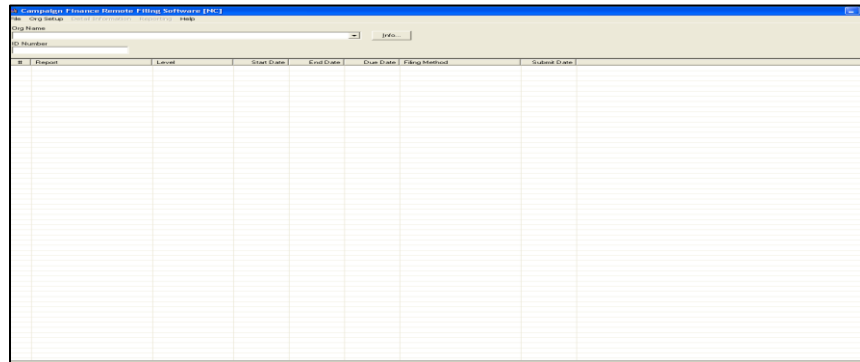 Campaign Finance Remote Filing Software [NC]
File Org Setup Detail Information Reporting Help
Org Name
Info...
ID Number
# Report Level Start Date End Date Due Date Filing Method Submit Date